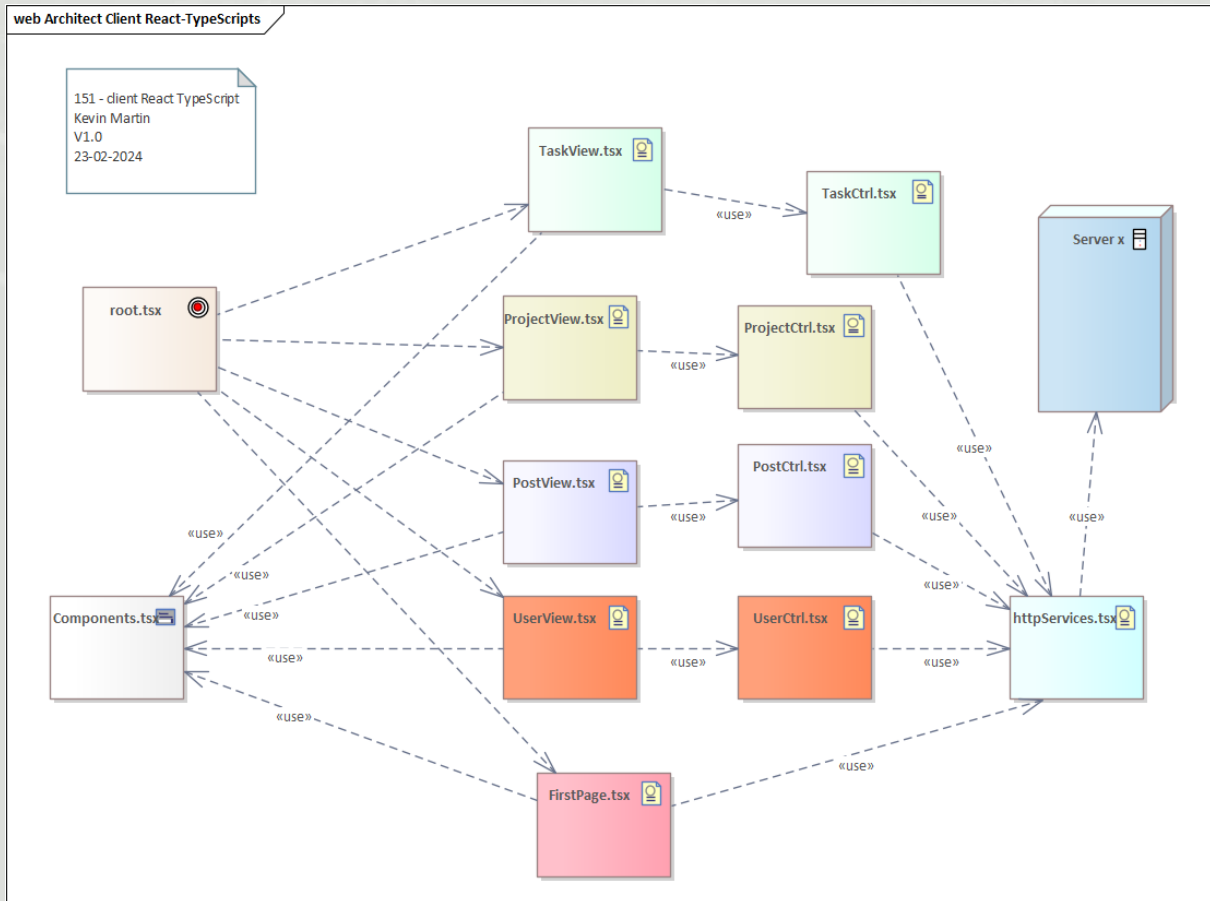 web Architect Client React-TypeScripts
151 - client React TypeScript
Kevin Martin
V1.0
23-02-2024
TaskView.tsx
TaskCtrl.tsx
«use»
Server x
root.tsx
ProjectView.tsx
ProjectCtrl.tsx
«use»
«use»
PostView.tsx
PostCtrl.tsx
«use»
«use»
«use»
«use»
«use»
«use»
«use»
Components.tsx
UserView.tsx
UserCtrl.tsx
httpServices.tsx
«use»
«use»
«use»
«use»
«use»
FirstPage.tsx